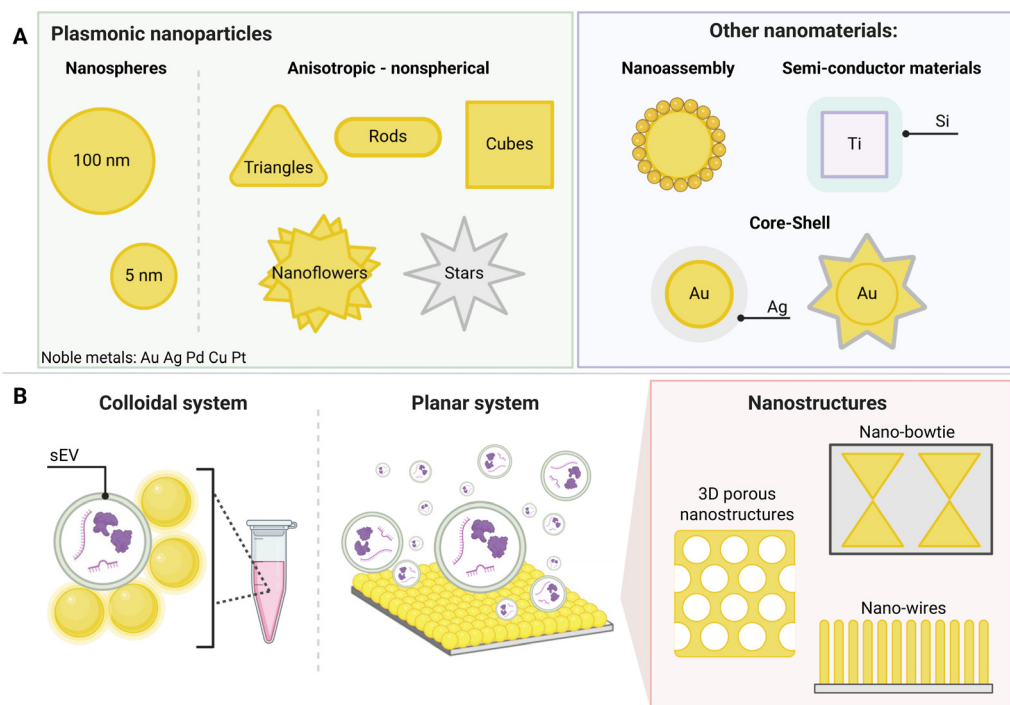 A
Plasmonic nanoparticles
Nanospheres
Anisotropic - nonspherical
100 nm
5 nm
Triangles
Rods
Cubes
Nanoflowers
Stars
Noble metals: Au Ag Pd Cu Pt
Other nanomaterials:
Nanoassembly
Semi-conductor materials
Ti
Si
Core-Shell
Au
Ag
Au
B
Colloidal system
sEV
Planar system
Nanostructures
3D porous
nanostructures
Nano-bowtie
Nano-wires